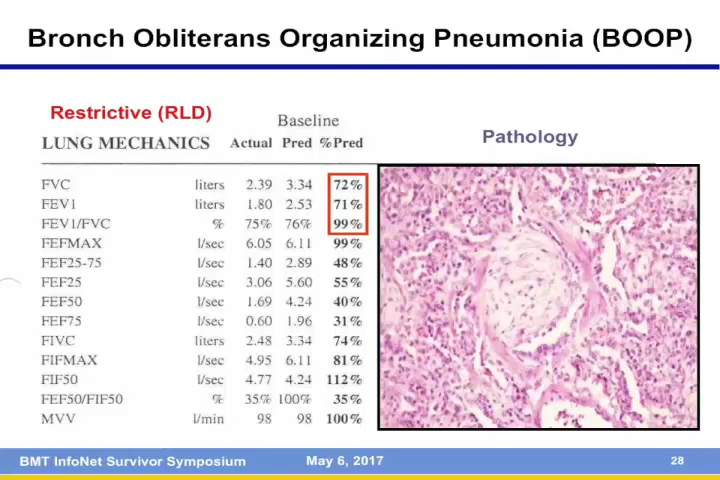 Bronch Obliterans Organizing Pneumonia (BOOP)
Restrictive (RLD)
Baseline
LUNG MECHANICS Actual Pred %Pred
Pathology
FVC liters 2.39 3.34 72%
FEV1 liters 1.80 2.53 71%
FEV1/FVC % 75% 76% 99%
FEFMAX l/sec 6.05 6.11 99%
FEF25-75 l/sec 1.40 2.89 48%
FEF25 l/sec 3.06 5.60 55%
FEF50 l/sec 1.69 4.24 40%
FEF75 l/sec 0.60 1.96 31%
FIVC liters 2.48 3.34 74%
FIFMAX l/sec 4.95 6.11 81%
FIF50 l/sec 4.77 4.24 112%
FEF50/FIF50 % 35% 100% 35%
MVV l/min 98 98 100%
BMT InfoNet Survivor Symposium May 6, 2017 28